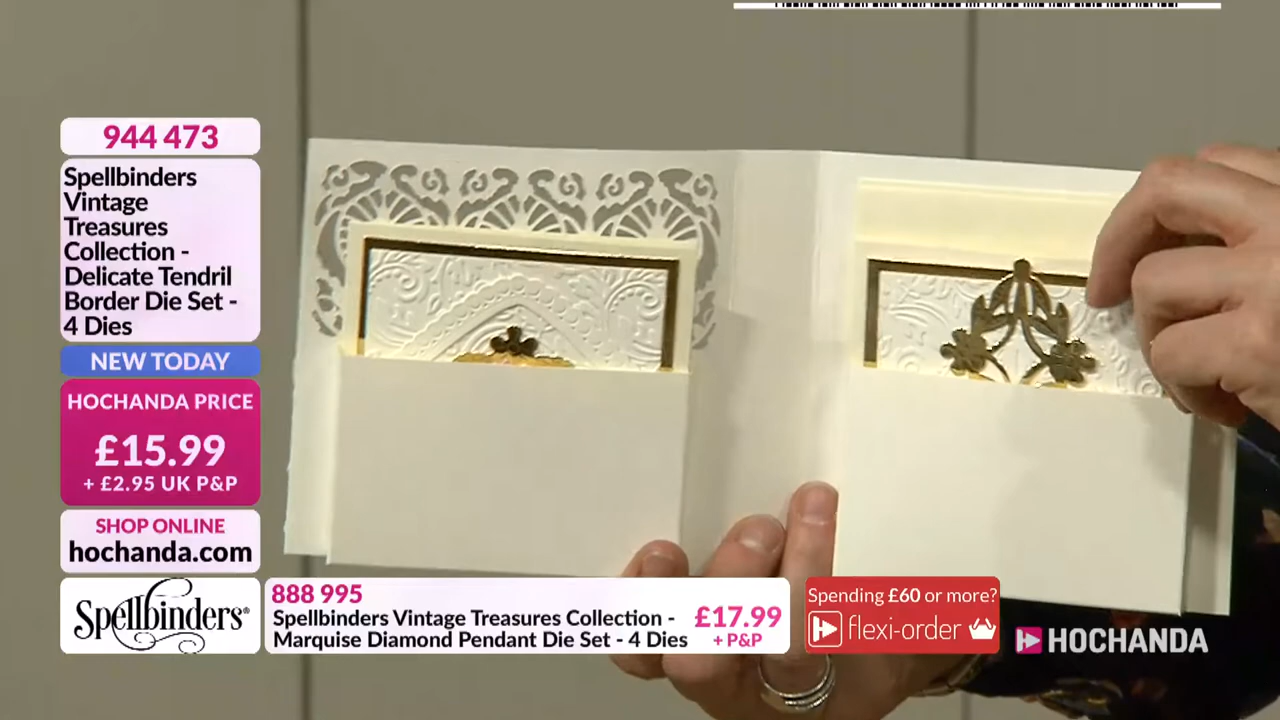 944 473
Spellbinders
Vintage
Treasures
Collection -
Delicate Tendril
Border Die Set -
4 Dies
NEW TODAY
HOCHANDA PRICE
£15.99
+ £2.95 UK P&P
SHOP ONLINE
hochanda.com
Spellbinders®
888 995
Spellbinders Vintage Treasures Collection -
Marquise Diamond Pendant Die Set - 4 Dies
£17.99
+ P&P
Spending £60 or more?
flexi-order
HOCHANDA